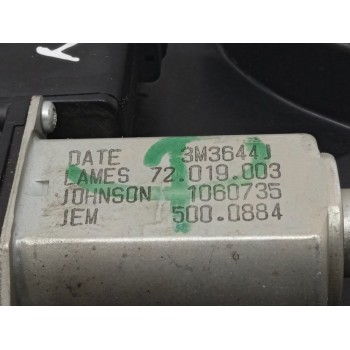 DATE 3M3644J
LAMES 72.019.003
JOHNSON 1060735
JEM 500.0884